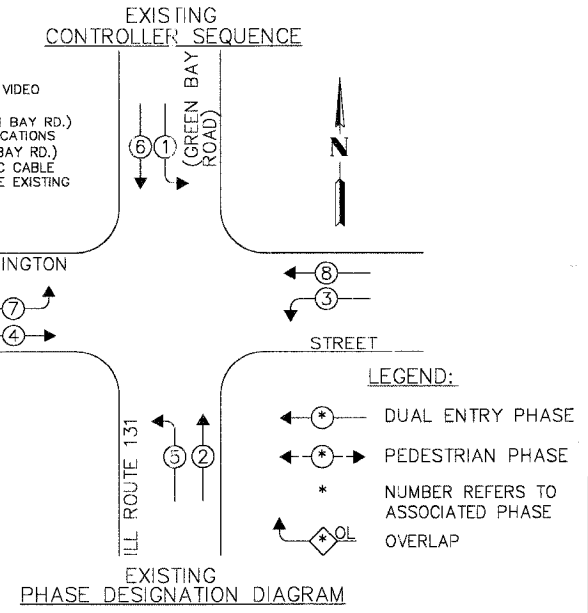 EXISTING
CONTROLLER SEQUENCE
VIDEO
BAY RD.)
CATIONS
BAY RD.)
C CABLE
E EXISTING
6 1
(GREEN BAY
ROAD)
N
INGTON
7
4
8
3
STREET
LEGEND:
* DUAL ENTRY PHASE
* PEDESTRIAN PHASE
* NUMBER REFERS TO
ASSOCIATED PHASE
* OL OVERLAP
5 2
ILL ROUTE 131
EXISTING
PHASE DESIGNATION DIAGRAM